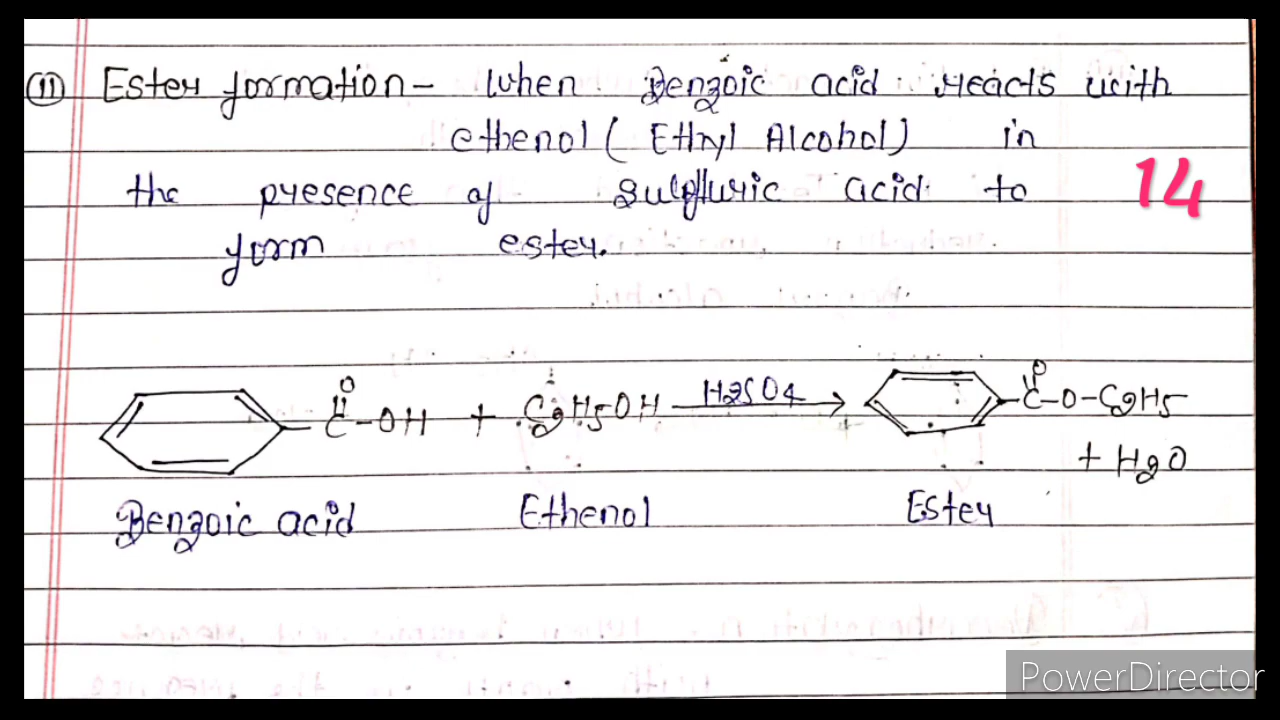 (11) Ester formation- When Benzoic acid reacts with
ethenol ( Ethyl Alcohol) in
the presence of sulphuric acid to
14
form ester.
O
C-OH + C2H5OH H2SO4
O
C-O-C2H5
+ H2O
Benzoic acid Ethenol Ester
PowerDirector